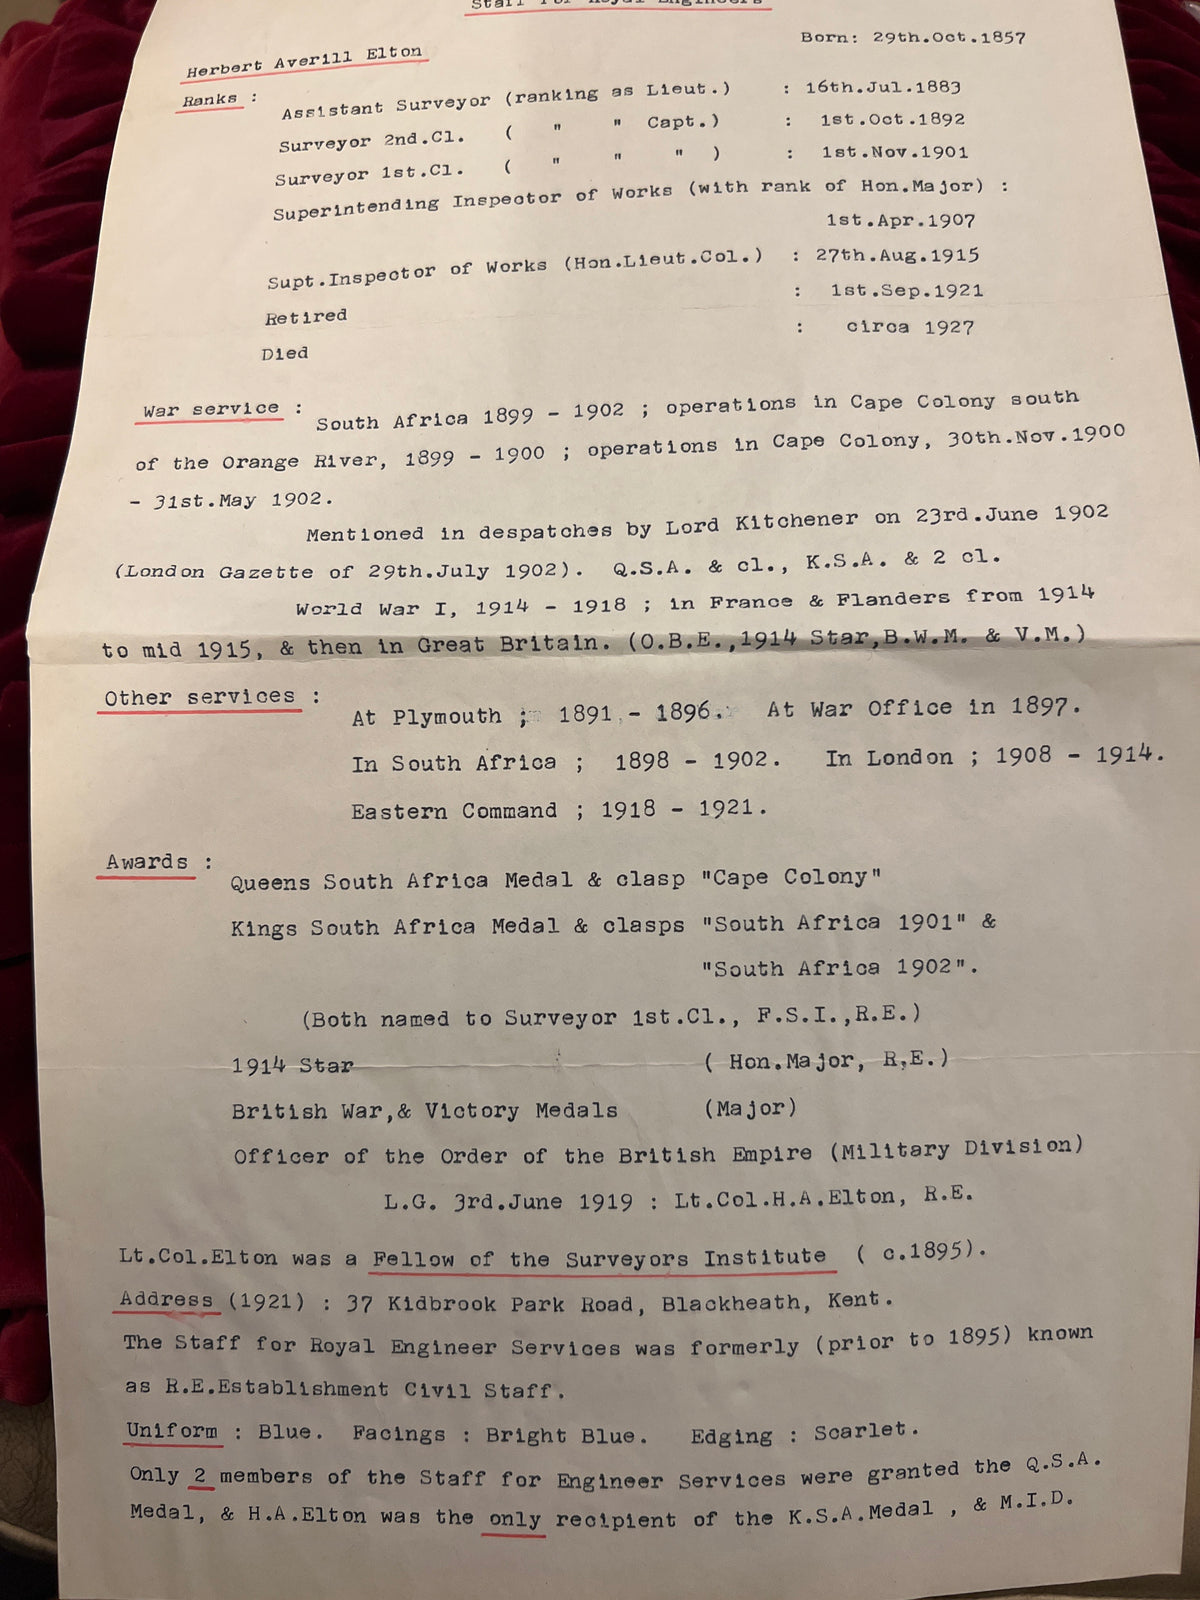 Staff for Royal Engineers
Born: 29th.Oct.1857
Herbert Averill Elton
Ranks :
Assistant Surveyor (ranking as Lieut.) : 16th.Jul.1883
Surveyor 2nd.Cl. ( " " Capt.) : 1st.Oct.1892
Surveyor 1st.Cl. ( " " " ) : 1st.Nov.1901
Superintending Inspector of Works (with rank of Hon.Major) :
1st.Apr.1907
Supt.Inspector of Works (Hon.Lieut.Col.) : 27th.Aug.1915
Retired : 1st.Sep.1921
Died : circa 1927
War service :
South Africa 1899 - 1902 ; operations in Cape Colony south
of the Orange River, 1899 - 1900 ; operations in Cape Colony, 30th.Nov.1900
- 31st.May 1902.
Mentioned in despatches by Lord Kitchener on 23rd.June 1902
(London Gazette of 29th.July 1902). Q.S.A. & cl., K.S.A. & 2 cl.
World War I, 1914 - 1918 ; in France & Flanders from 1914
to mid 1915, & then in Great Britain. (O.B.E.,1914 Star,B.W.M. & V.M.)
Other services :
At Plymouth ; 1891 - 1896. At War Office in 1897.
In South Africa ; 1898 - 1902. In London ; 1908 - 1914.
Eastern Command ; 1918 - 1921.
Awards :
Queens South Africa Medal & clasp "Cape Colony"
Kings South Africa Medal & clasps "South Africa 1901" &
"South Africa 1902".
(Both named to Surveyor 1st.Cl., F.S.I.,R.E.)
1914 Star ( Hon.Major, R.E.)
British War,& Victory Medals (Major)
Officer of the Order of the British Empire (Military Division)
L.G. 3rd.June 1919 : Lt.Col.H.A.Elton, R.E.
Lt.Col.Elton was a Fellow of the Surveyors Institute ( c.1895).
Address (1921) : 37 Kidbrook Park Road, Blackheath, Kent.
The Staff for Royal Engineer Services was formerly (prior to 1895) known
as R.E.Establishment Civil Staff.
Uniform : Blue. Facings : Bright Blue. Edging : Scarlet.
Only 2 members of the Staff for Engineer Services were granted the Q.S.A.
Medal, & H.A.Elton was the only recipient of the K.S.A.Medal , & M.I.D.